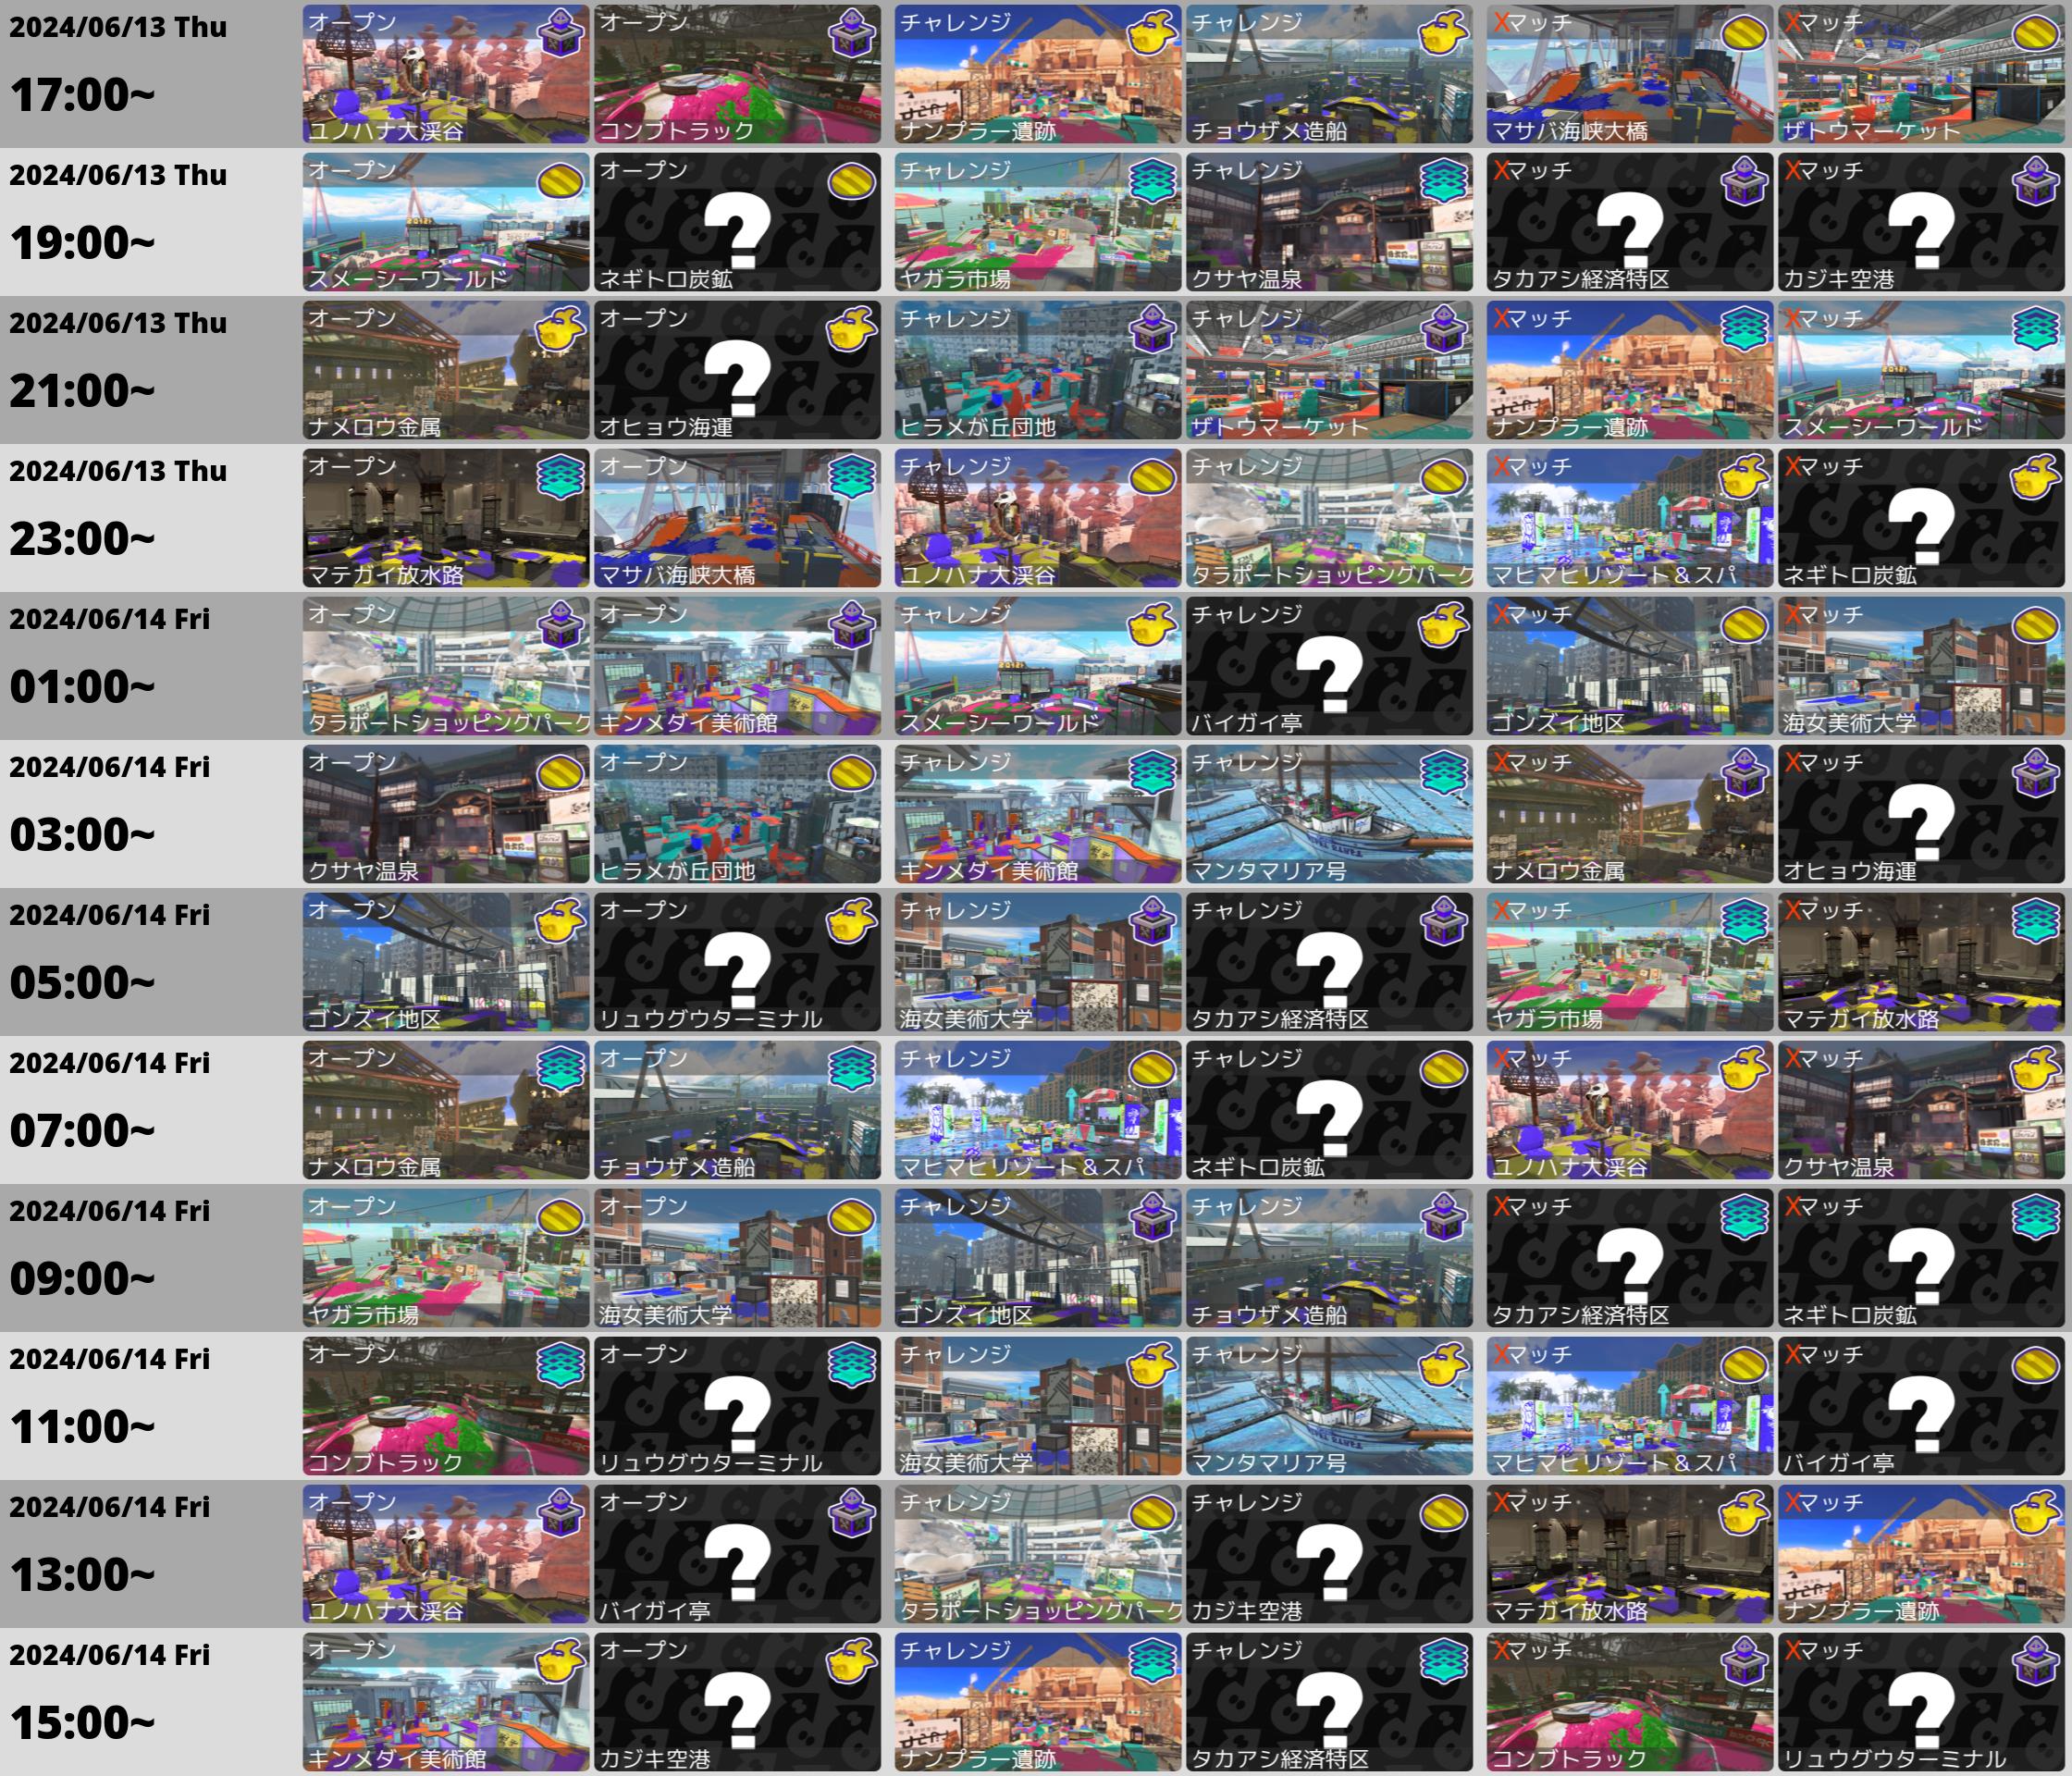 2024/06/13 Thu
17:00~
オープン
ユノハナ大渓谷
オープン
コンブトラック
チャレンジ
ナンプラー遺跡
チャレンジ
チョウザメ造船
Xマッチ
マサバ海峡大橋
Xマッチ
ザトウマーケット
2024/06/13 Thu
19:00~
オープン
スメーシーワールド
オープン
?
ネギトロ炭鉱
チャレンジ
ヤガラ市場
チャレンジ
クサヤ温泉
Xマッチ
?
タカアシ経済特区
Xマッチ
?
カジキ空港
2024/06/13 Thu
21:00~
オープン
ナメロウ金属
オープン
?
オヒョウ海運
チャレンジ
ヒラメが丘団地
チャレンジ
ザトウマーケット
Xマッチ
ナンプラー遺跡
Xマッチ
スメーシーワールド
2024/06/13 Thu
23:00~
オープン
マテガイ放水路
オープン
マサバ海峡大橋
チャレンジ
ユノハナ大渓谷
チャレンジ
タラポートショッピングパーク
Xマッチ
マヒマヒリゾート&スパ
Xマッチ
?
ネギトロ炭鉱
2024/06/14 Fri
01:00~
オープン
タラポートショッピングパーク
オープン
キンメダイ美術館
チャレンジ
スメーシーワールド
チャレンジ
?
バイガイ亭
Xマッチ
ゴンズイ地区
Xマッチ
海女美術大学
2024/06/14 Fri
03:00~
オープン
クサヤ温泉
オープン
ヒラメが丘団地
チャレンジ
キンメダイ美術館
チャレンジ
マンタマリア号
Xマッチ
ナメロウ金属
Xマッチ
?
オヒョウ海運
2024/06/14 Fri
05:00~
オープン
ゴンズイ地区
オープン
?
リュウグウターミナル
チャレンジ
海女美術大学
チャレンジ
?
タカアシ経済特区
Xマッチ
ヤガラ市場
Xマッチ
マテガイ放水路
2024/06/14 Fri
07:00~
オープン
ナメロウ金属
オープン
チョウザメ造船
チャレンジ
マヒマヒリゾート&スパ
チャレンジ
?
ネギトロ炭鉱
Xマッチ
ユノハナ大渓谷
Xマッチ
クサヤ温泉
2024/06/14 Fri
09:00~
オープン
ヤガラ市場
オープン
海女美術大学
チャレンジ
ゴンズイ地区
チャレンジ
チョウザメ造船
Xマッチ
?
タカアシ経済特区
Xマッチ
?
ネギトロ炭鉱
2024/06/14 Fri
11:00~
オープン
コンブトラック
オープン
?
リュウグウターミナル
チャレンジ
海女美術大学
チャレンジ
マンタマリア号
Xマッチ
マヒマヒリゾート&スパ
Xマッチ
?
バイガイ亭
2024/06/14 Fri
13:00~
オープン
ユノハナ大渓谷
オープン
?
バイガイ亭
チャレンジ
タラポートショッピングパーク
チャレンジ
?
カジキ空港
Xマッチ
マテガイ放水路
Xマッチ
ナンプラー遺跡
2024/06/14 Fri
15:00~
オープン
キンメダイ美術館
オープン
?
カジキ空港
チャレンジ
ナンプラー遺跡
チャレンジ
?
タカアシ経済特区
Xマッチ
コンブトラック
Xマッチ
?
リュウグウターミナル